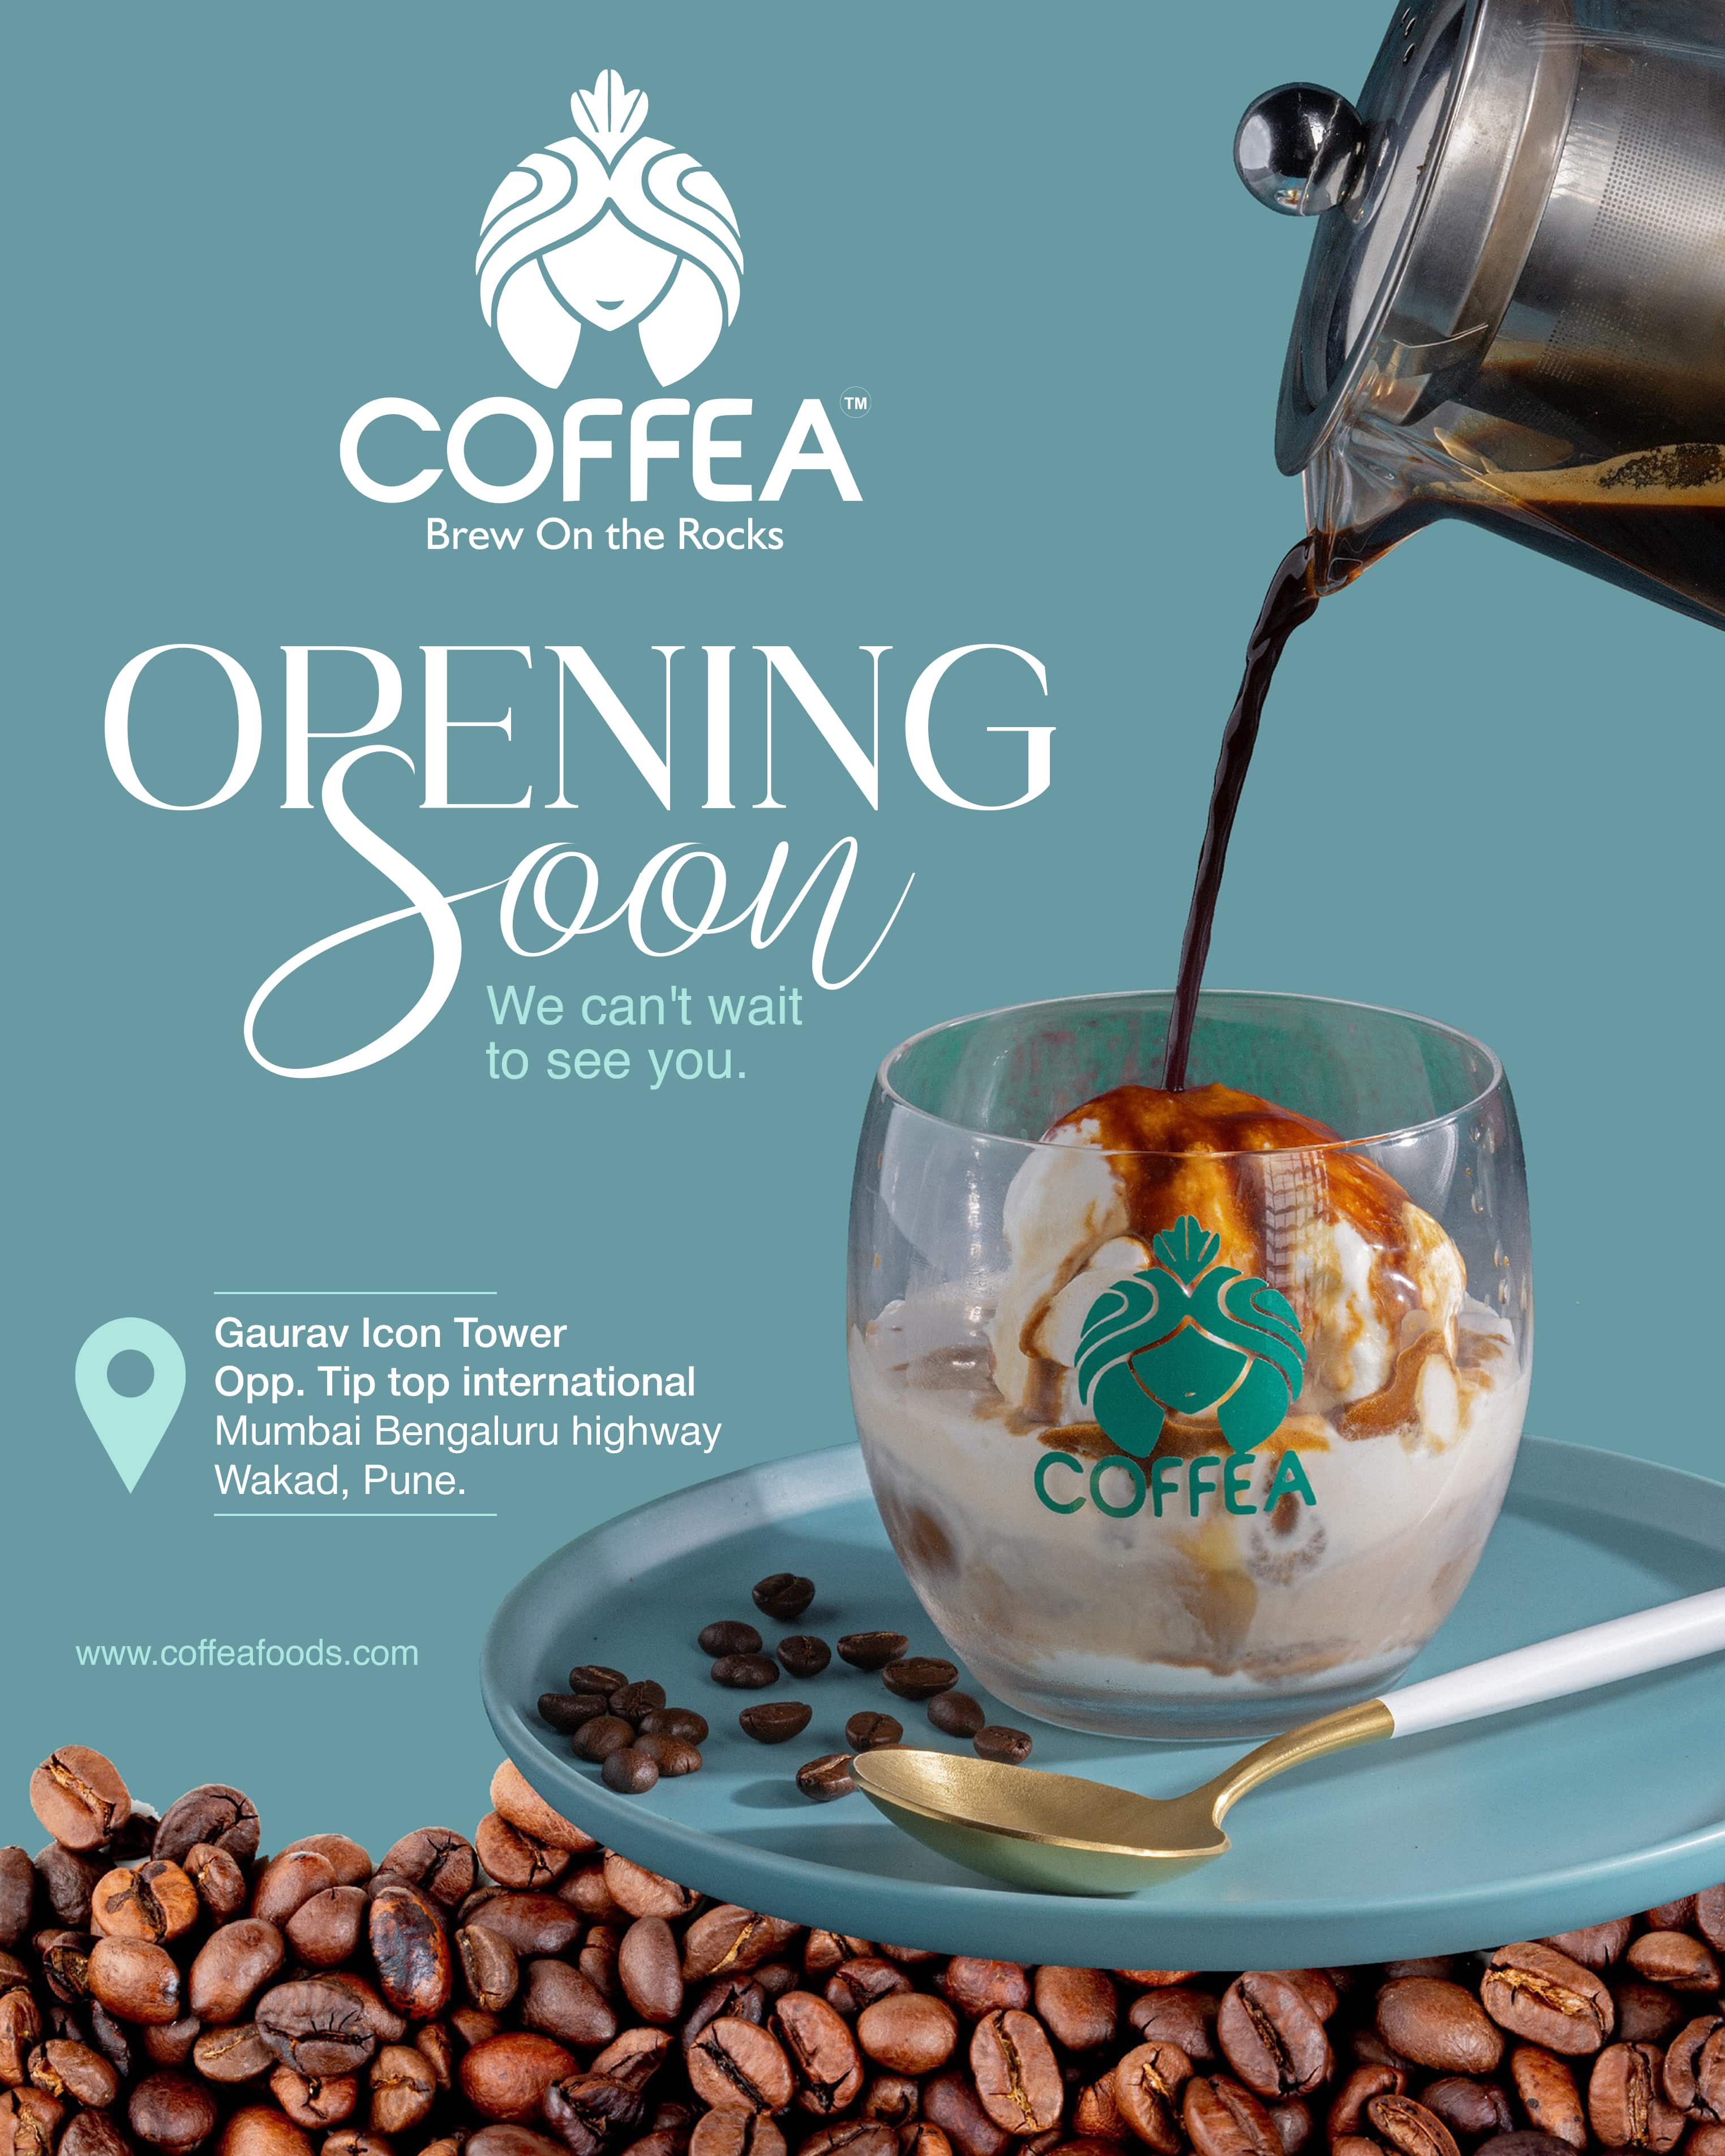 COFFEA™
Brew On the Rocks
OPENING
Soon
We can't wait
to see you.
Gaurav Icon Tower
Opp. Tip top international
Mumbai Bengaluru highway
Wakad, Pune.
COFFEA
www.coffeafoods.com